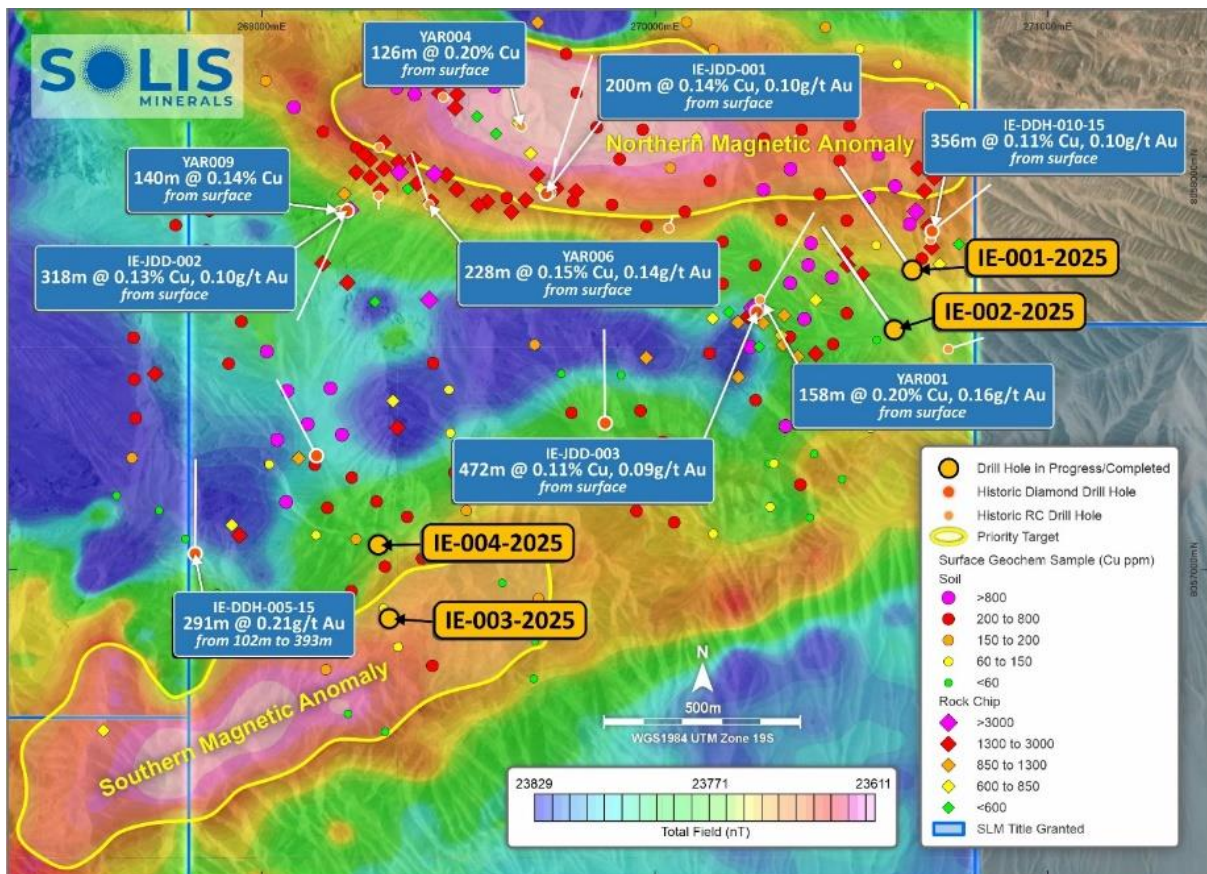 269000mE
270000mE
271000mE
SOLIS
MINERALS
YAR004
126m @ 0.20% Cu
from surface
IE-JDD-001
200m @ 0.14% Cu, 0.10g/t Au
from surface
IE-DDH-010-15
356m @ 0.11% Cu, 0.10g/t Au
from surface
Northern Magnetic Anomaly
8058000mN
YAR009
140m @ 0.14% Cu
from surface
IE-JDD-002
318m @ 0.13% Cu, 0.10g/t Au
from surface
YAR006
228m @ 0.15% Cu, 0.14g/t Au
from surface
IE-001-2025
IE-002-2025
YAR001
158m @ 0.20% Cu, 0.16g/t Au
from surface
IE-JDD-003
472m @ 0.11% Cu, 0.09g/t Au
from surface
IE-004-2025
IE-003-2025
IE-DDH-005-15
291m @ 0.21g/t Au
from 102m to 393m
8057000mN
Southern Magnetic Anomaly
N
500m
WGS1984 UTM Zone 19S
23829
23771
23611
Total Field (nT)
Drill Hole in Progress/Completed
Historic Diamond Drill Hole
Historic RC Drill Hole
Priority Target
Surface Geochem Sample (Cu ppm)
Soil
>800
200 to 800
150 to 200
60 to 150
<60
Rock Chip
>3000
1300 to 3000
850 to 1300
600 to 850
<600
SLM Title Granted